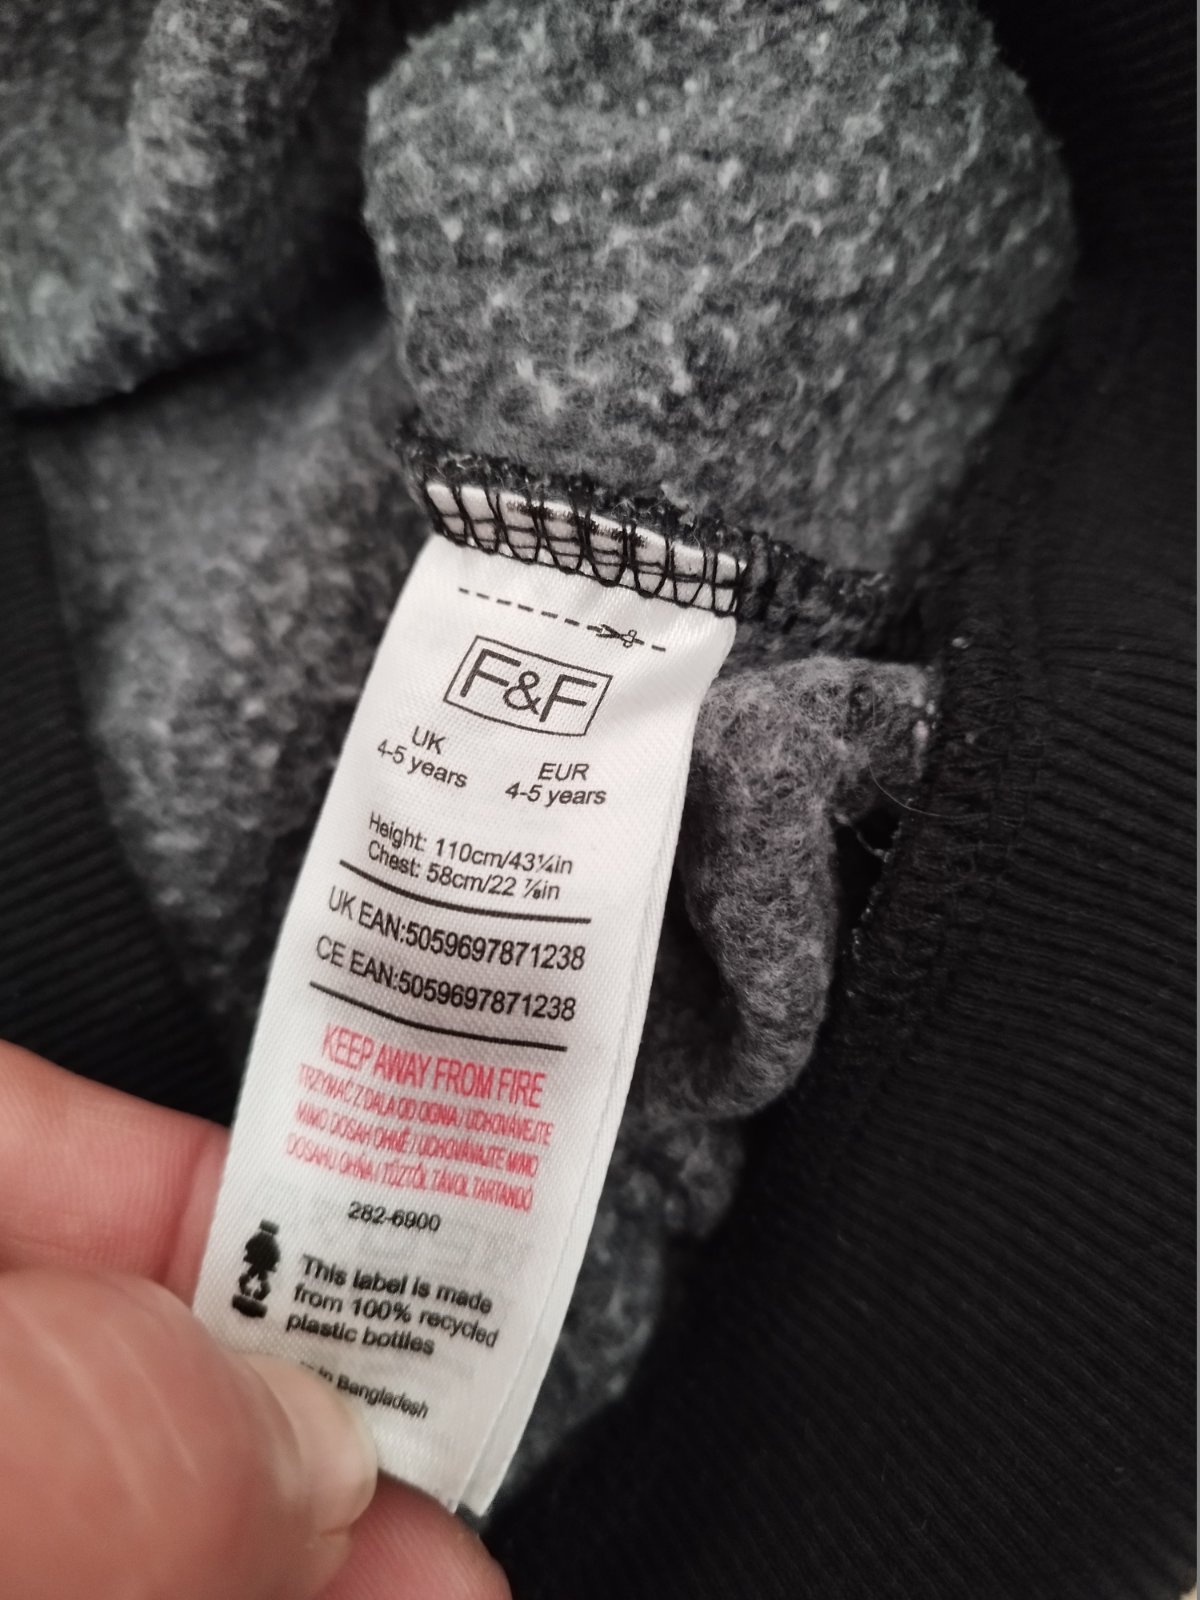 F&F
UK
4-5 years
EUR
4-5 years
Height: 110cm/43¼in
Chest: 58cm/22 ⅞in
UK EAN:5059697871238
CE EAN:5059697871238
KEEP AWAY FROM FIRE
TRZYMAĆ Z DALA OD OGNIA / UCHOVÁVEJTE
MIMO DOSAH OHNĚ / UCHOVÁVAJTE MIMO
DOSAHU OHŇA / TŰZTŐL TÁVOL TARTANDÓ
282-6900
This label is made
from 100% recycled
plastic bottles
in Bangladesh